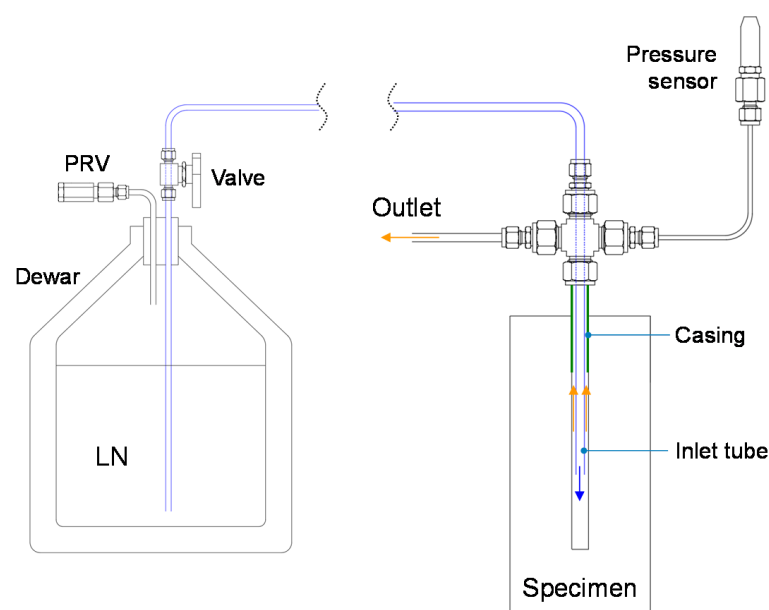 Pressure
sensor
PRV
Valve
Outlet
Dewar
Casing
LN
Inlet tube
Specimen